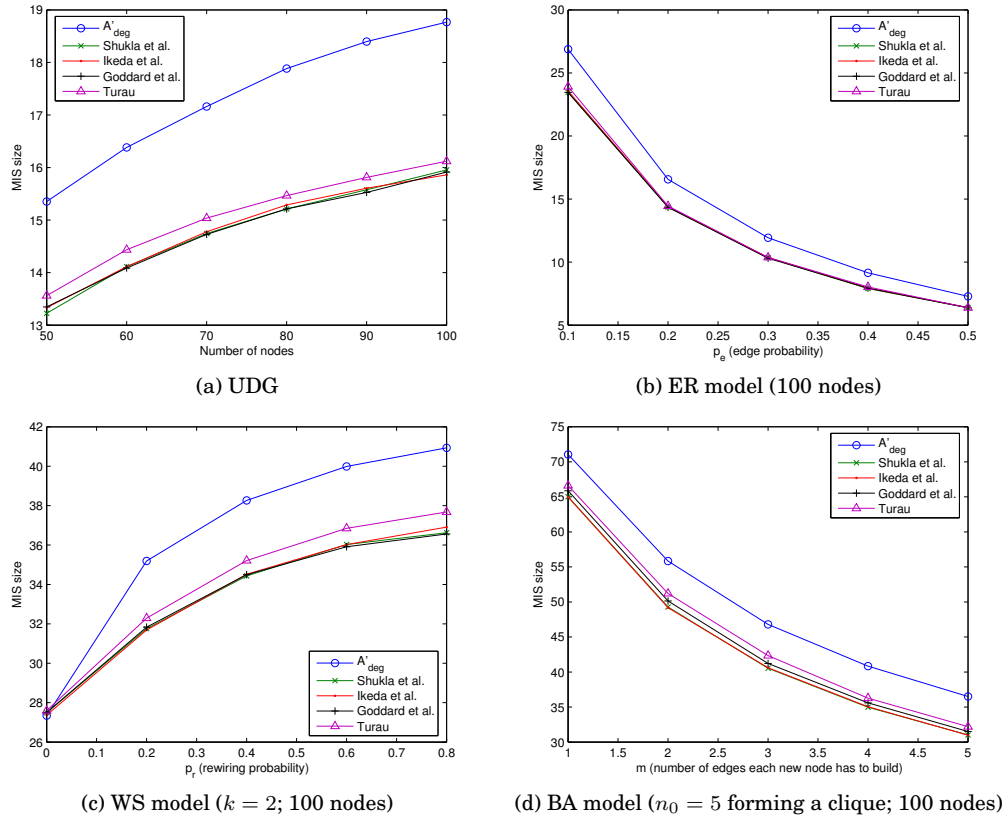 19
18
17
16
15
14
13
50 60 70 80 90 100
MIS size
Number of nodes
A'deg
Shukla et al.
Ikeda et al.
Goddard et al.
Turau
(a) UDG
30
25
20
15
10
5
0.1 0.15 0.2 0.25 0.3 0.35 0.4 0.45 0.5
MIS size
pe (edge probability)
A'deg
Shukla et al.
Ikeda et al.
Goddard et al.
Turau
(b) ER model (100 nodes)
42
40
38
36
34
32
30
28
26
0 0.1 0.2 0.3 0.4 0.5 0.6 0.7 0.8
MIS size
pr (rewiring probability)
A'deg
Shukla et al.
Ikeda et al.
Goddard et al.
Turau
(c) WS model (k = 2; 100 nodes)
75
70
65
60
55
50
45
40
35
30
1 1.5 2 2.5 3 3.5 4 4.5 5
MIS size
m (number of edges each new node has to build)
A'deg
Shukla et al.
Ikeda et al.
Goddard et al.
Turau
(d) BA model (n0 = 5 forming a clique; 100 nodes)